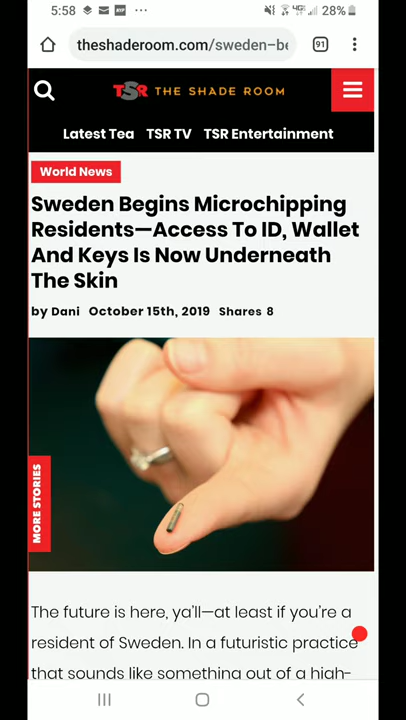 5:58 28%
theshaderoom.com/sweden-be 91
TSR THE SHADE ROOM
Latest Tea TSR TV TSR Entertainment
World News
Sweden Begins Microchipping
Residents—Access To ID, Wallet
And Keys Is Now Underneath
The Skin
by Dani October 15th, 2019 Shares 8
MORE STORIES
The future is here, ya'll—at least if you're a
resident of Sweden. In a futuristic practice
that sounds like something out of a high-